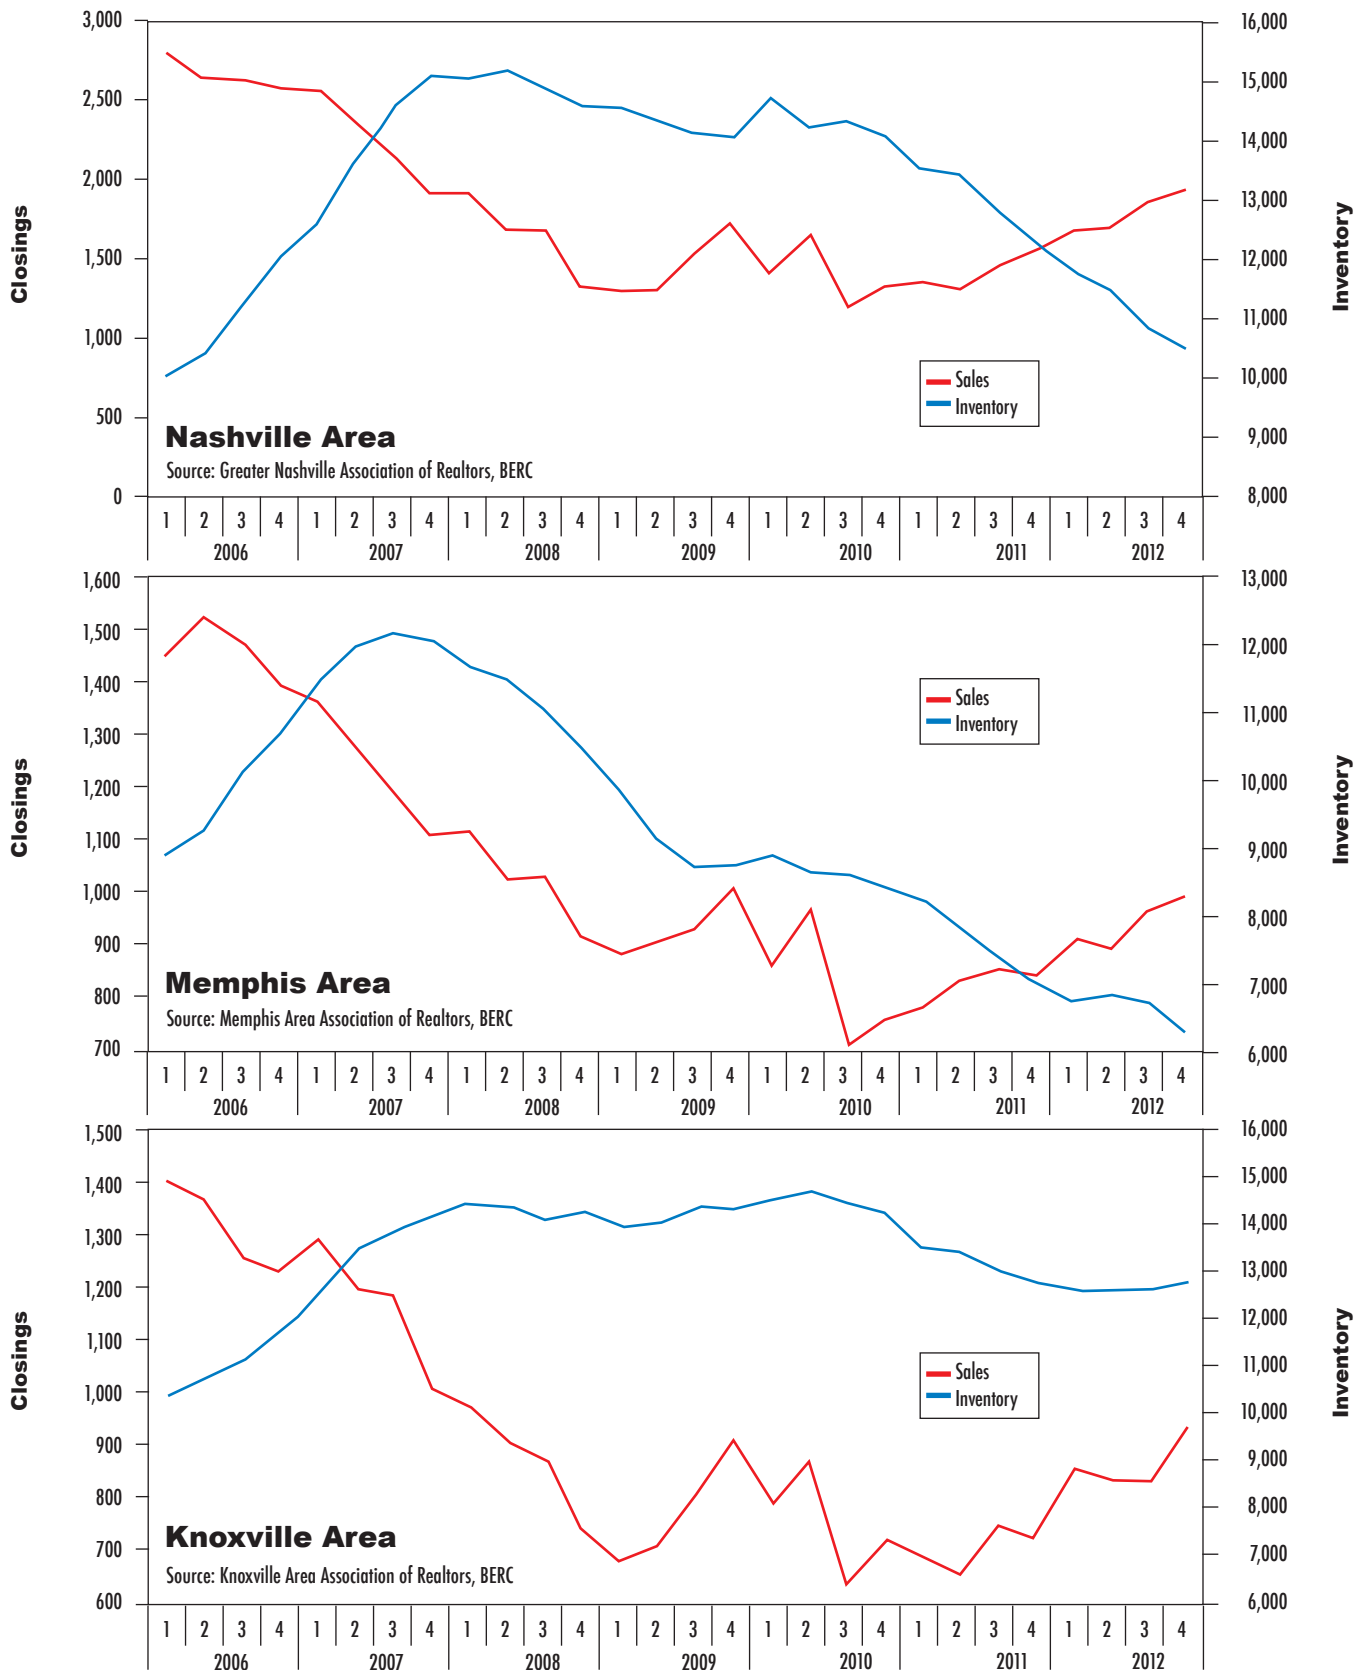 3,000
2,500
2,000
1,500
1,000
500
0
Closings
16,000
15,000
14,000
13,000
12,000
11,000
10,000
9,000
8,000
Inventory
Sales
Inventory
Nashville Area
Source: Greater Nashville Association of Realtors, BERC
1 2 3 4 1 2 3 4 1 2 3 4 1 2 3 4 1 2 3 4 1 2 3 4 1 2 3 4
2006 2007 2008 2009 2010 2011 2012
1,600
1,500
1,400
1,300
1,200
1,100
1,000
900
800
700
Closings
13,000
12,000
11,000
10,000
9,000
8,000
7,000
6,000
Inventory
Sales
Inventory
Memphis Area
Source: Memphis Area Association of Realtors, BERC
1 2 3 4 1 2 3 4 1 2 3 4 1 2 3 4 1 2 3 4 1 2 3 4 1 2 3 4
2006 2007 2008 2009 2010 2011 2012
1,500
1,400
1,300
1,200
1,100
1,000
900
800
700
600
Closings
16,000
15,000
14,000
13,000
12,000
11,000
10,000
9,000
8,000
7,000
6,000
Inventory
Sales
Inventory
Knoxville Area
Source: Knoxville Area Association of Realtors, BERC
1 2 3 4 1 2 3 4 1 2 3 4 1 2 3 4 1 2 3 4 1 2 3 4 1 2 3 4
2006 2007 2008 2009 2010 2011 2012